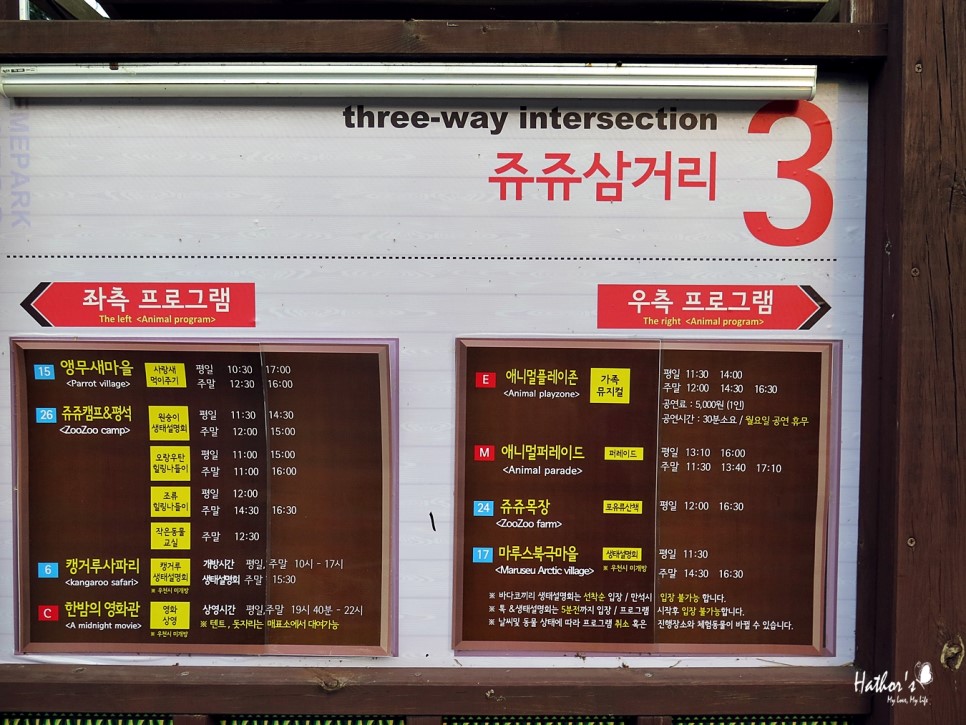 MEPARK
three-way intersection
쥬쥬삼거리
3
좌측 프로그램
The left <Animal program>
우측 프로그램
The right <Animal program>
15 앵무새마을 사랑새 평일 10:30 17:00
<Parrot village> 먹이주기 주말 12:30 16:00
26 쥬쥬캠프&평석 원숭이 평일 11:30 14:30
<ZooZoo camp> 생태설명회 주말 12:00 15:00
오랑우탄 평일 11:00 15:00
힐링나들이 주말 11:00 16:00
조류 평일 12:00
힐링나들이 주말 14:30 16:30
작은동물
교실 주말 12:30
6 캥거루사파리 캥거루 개방시간 평일,주말 10시 - 17시
<kangaroo safari> 생태설명회 생태설명회 주말 15:30
※ 우천시 미개방
C 한밤의 영화관 영화 상영시간 평일,주말 19시 40분 - 22시
<A midnight movie> 상영 ※ 텐트, 돗자리는 매표소에서 대여가능
※ 우천시 미개방
E 애니멀플레이존 가족 평일 11:30 14:00
<Animal playzone> 뮤지컬 주말 12:00 14:30 16:30
공연료 : 5,000원 (1인)
공연시간 : 30분소요 / 월요일 공연 휴무
M 애니멀퍼레이드 퍼레이드 평일 13:10 16:00
<Animal parade> 주말 11:30 13:40 17:10
24 쥬쥬목장 포유류산책 평일 12:00 16:30
<ZooZoo farm>
17 마루스북극마을 생태설명회 평일 11:30
<Maruseu Arctic village> ※ 우천시 미개방 주말 14:30 16:30
※ 바다코끼리 생태설명회는 선착순 입장 / 만석시 입장 불가능 합니다.
※ 톡 &생태설명회는 5분전까지 입장 / 프로그램 시작후 입장 불가능합니다.
※ 날씨및 동물 상태에 따라 프로그램 취소 혹은 진행장소와 체험동물이 바뀔 수 있습니다.
Hathor's
My Love, My life